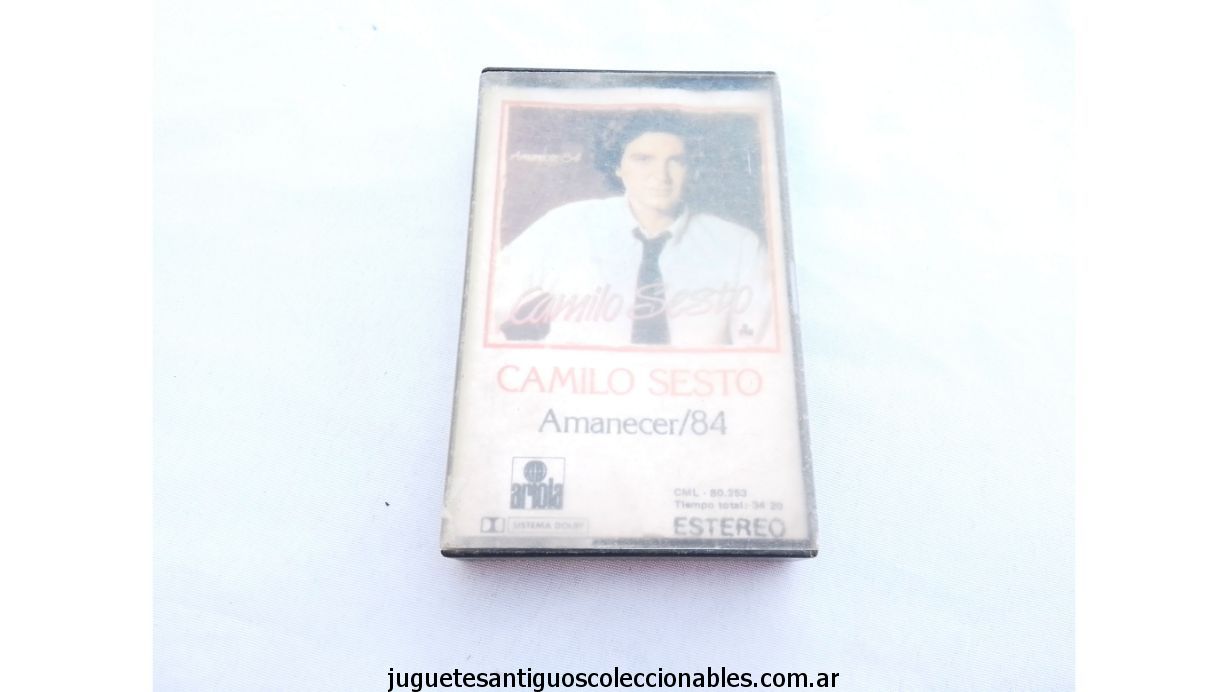 Amanecer/84
Camilo Sesto
CAMILO SESTO
Amanecer/84
ariola
CML - 80.253
Tiempo total: 34 20
SISTEMA DOLBY
ESTEREO
juguetesantiguoscoleccionables.com.ar